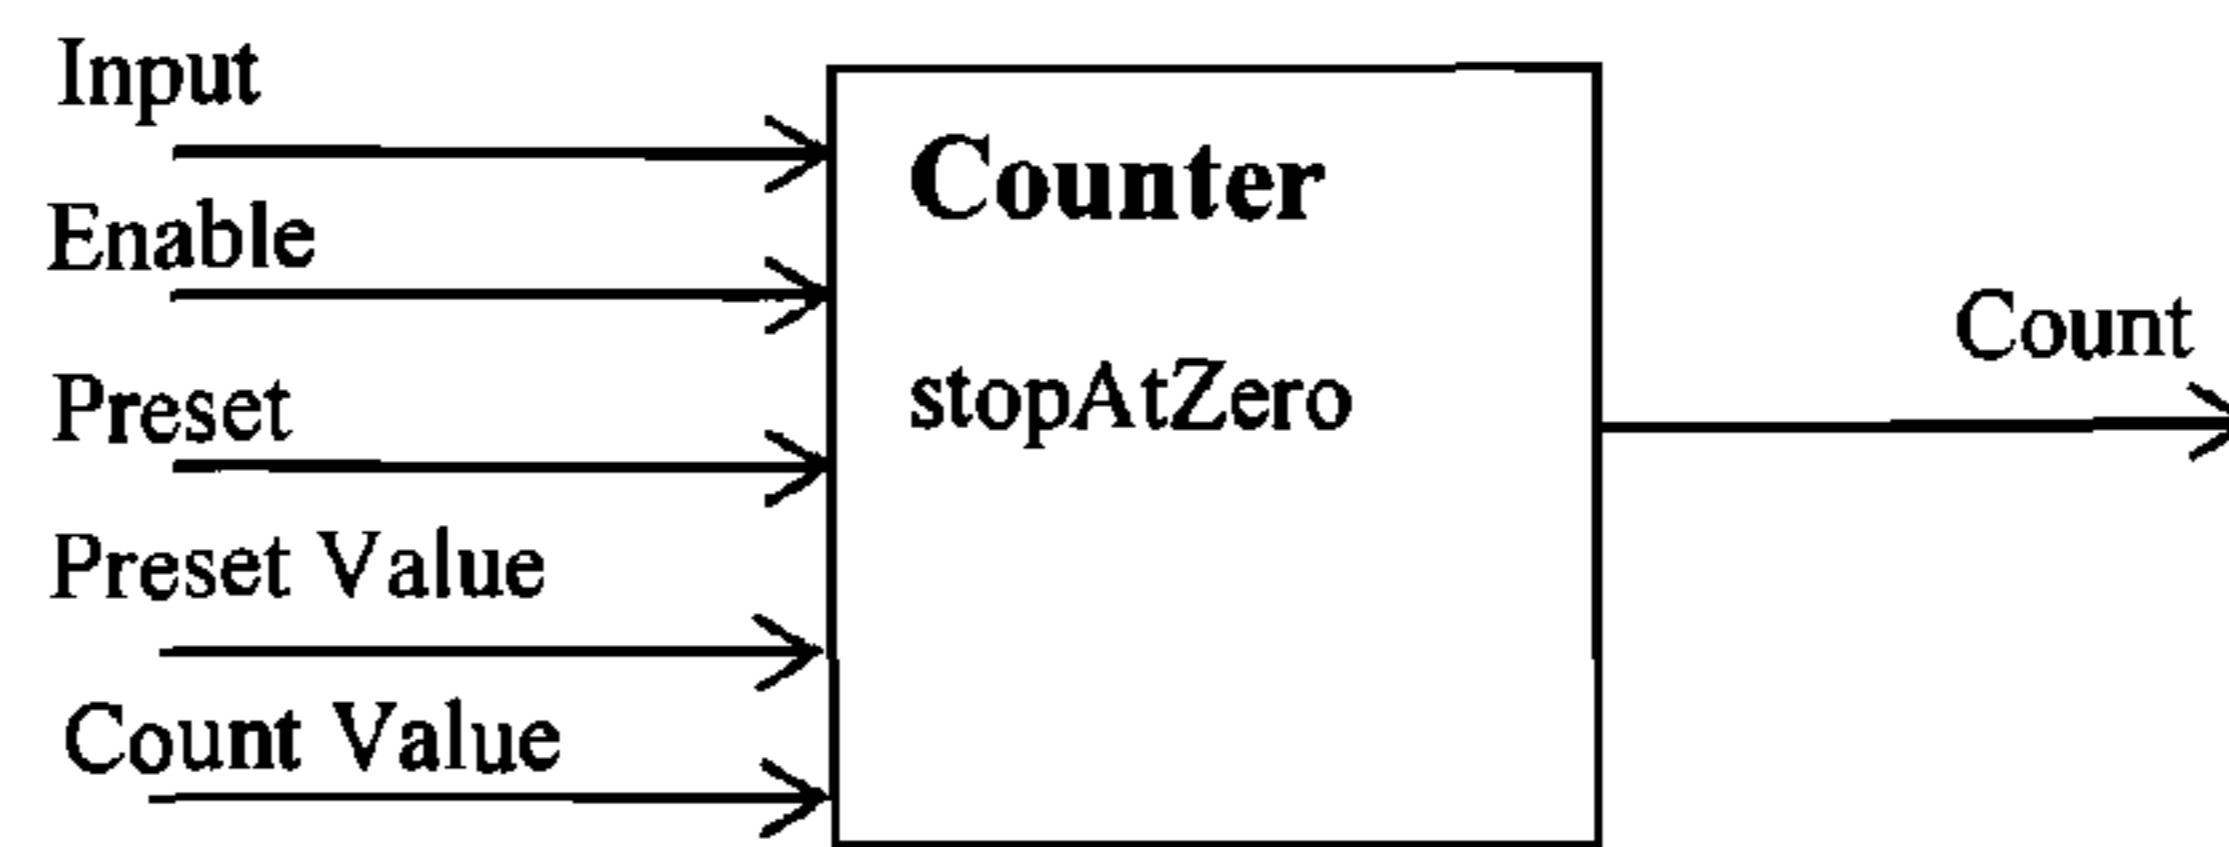 Input
Enable
Preset
Preset Value
Count Value
Counter
stopAtZero
Count